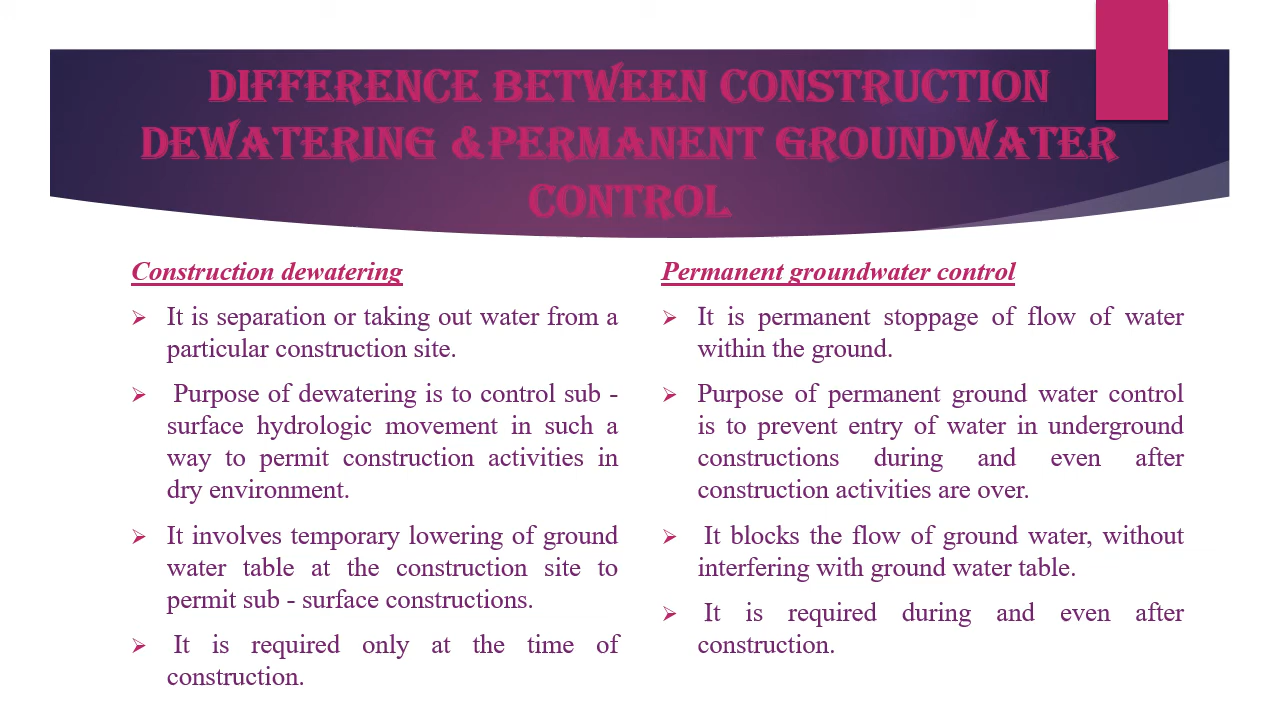 DIFFERENCE BETWEEN CONSTRUCTION
DEWATERING &PERMANENT GROUNDWATER
CONTROL
Construction dewatering
➢ It is separation or taking out water from a
particular construction site.
➢ Purpose of dewatering is to control sub -
surface hydrologic movement in such a
way to permit construction activities in
dry environment.
➢ It involves temporary lowering of ground
water table at the construction site to
permit sub - surface constructions.
➢ It is required only at the time of
construction.
Permanent groundwater control
➢ It is permanent stoppage of flow of water
within the ground.
➢ Purpose of permanent ground water control
is to prevent entry of water in underground
constructions during and even after
construction activities are over.
➢ It blocks the flow of ground water, without
interfering with ground water table.
➢ It is required during and even after
construction.